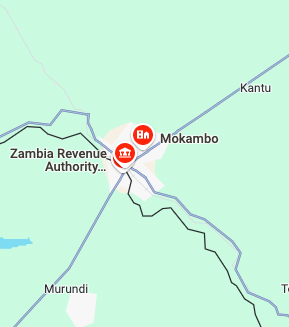 Kantu
Mokambo
Zambia Revenue
Authority...
Murundi